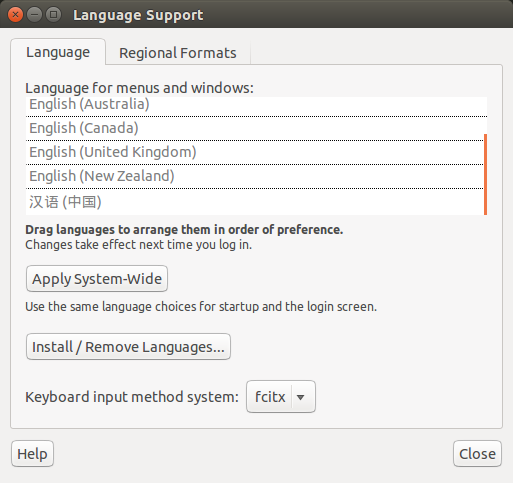 Language Support
Language
Regional Formats
Language for menus and windows:
English (Australia)
English (Canada)
English (United Kingdom)
English (New Zealand)
汉语 (中国)
Drag languages to arrange them in order of preference.
Changes take effect next time you log in.
Apply System-Wide
Use the same language choices for startup and the login screen.
Install / Remove Languages...
Keyboard input method system: fcitx
Help
Close